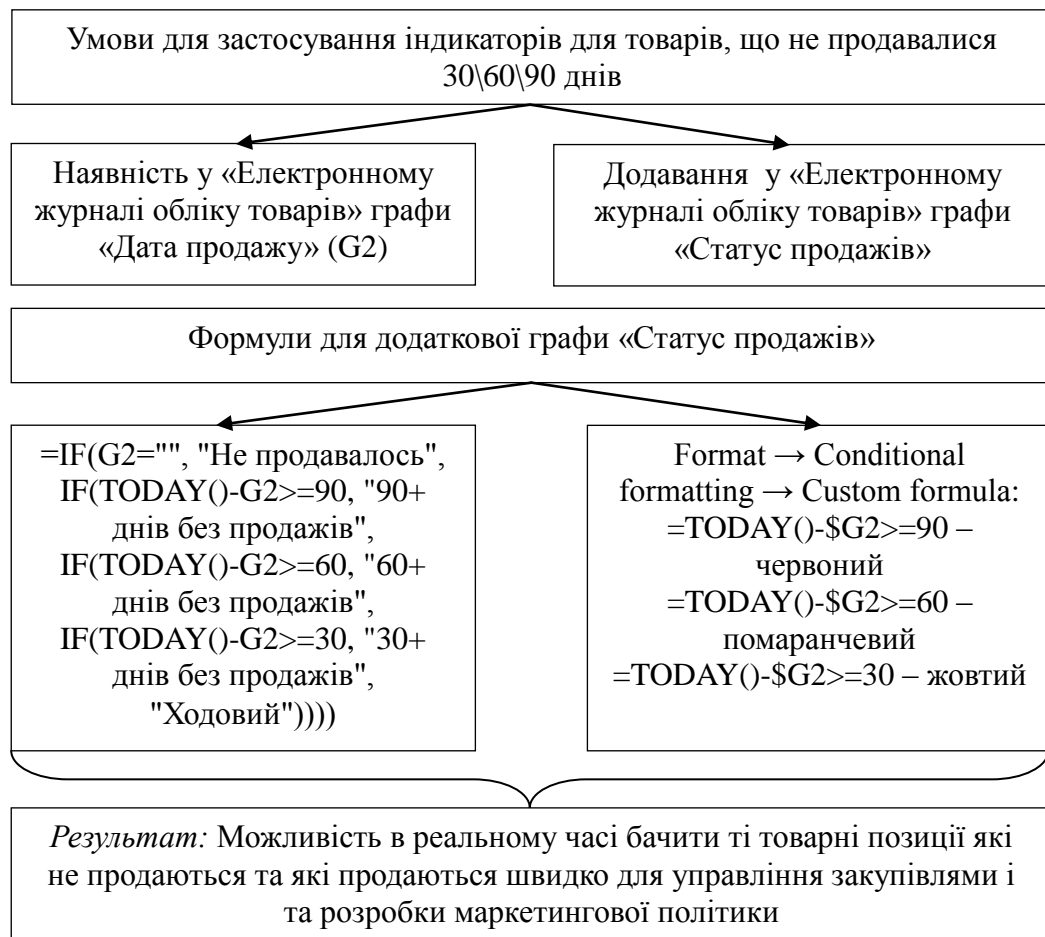 Умови для застосування індикаторів для товарів, що не продавалися
30\60\90 днів
Наявність у «Електронному
журналі обліку товарів» графи
«Дата продажу» (G2)
Додавання у «Електронному
журналі обліку товарів» графи
«Статус продажів»
Формули для додаткової графи «Статус продажів»
=IF(G2="", "Не продавалось",
IF(TODAY()-G2>=90, "90+
днів без продажів",
IF(TODAY()-G2>=60, "60+
днів без продажів",
IF(TODAY()-G2>=30, "30+
днів без продажів",
"Ходовий"))))
Format → Conditional
formatting → Custom formula:
=TODAY()-$G2>=90 –
червоний
=TODAY()-$G2>=60 –
помаранчевий
=TODAY()-$G2>=30 – жовтий
Результат: Можливість в реальному часі бачити ті товарні позиції які
не продаються та які продаються швидко для управління закупівлями і
та розробки маркетингової політики